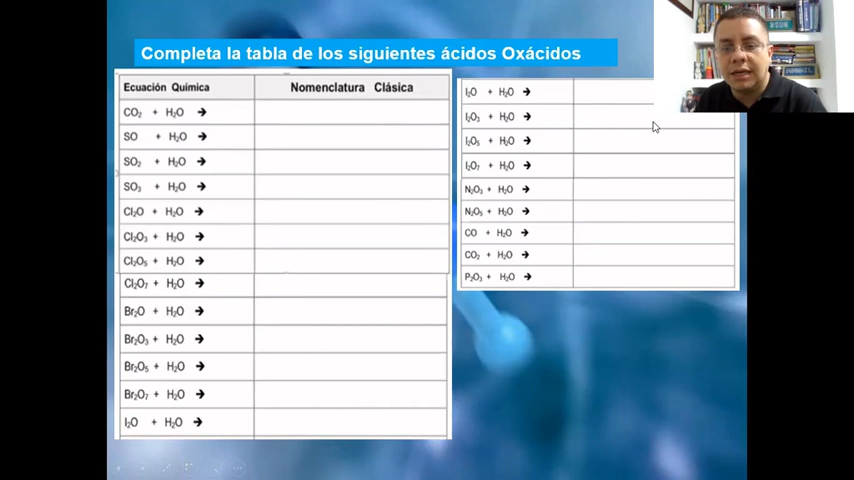 Completa la tabla de los siguientes ácidos Oxácidos
Ecuación Química Nomenclatura Clásica
CO₂ + H₂O ➔
SO + H₂O ➔
SO₂ + H₂O ➔
SO₃ + H₂O ➔
Cl₂O + H₂O ➔
Cl₂O₃ + H₂O ➔
Cl₂O₅ + H₂O ➔
Cl₂O₇ + H₂O ➔
Br₂O + H₂O ➔
Br₂O₃ + H₂O ➔
Br₂O₅ + H₂O ➔
Br₂O₇ + H₂O ➔
I₂O + H₂O ➔
I₂O + H₂O ➔
I₂O₃ + H₂O ➔
I₂O₅ + H₂O ➔
I₂O₇ + H₂O ➔
N₂O₃ + H₂O ➔
N₂O₅ + H₂O ➔
CO + H₂O ➔
CO₂ + H₂O ➔
P₂O₃ + H₂O ➔